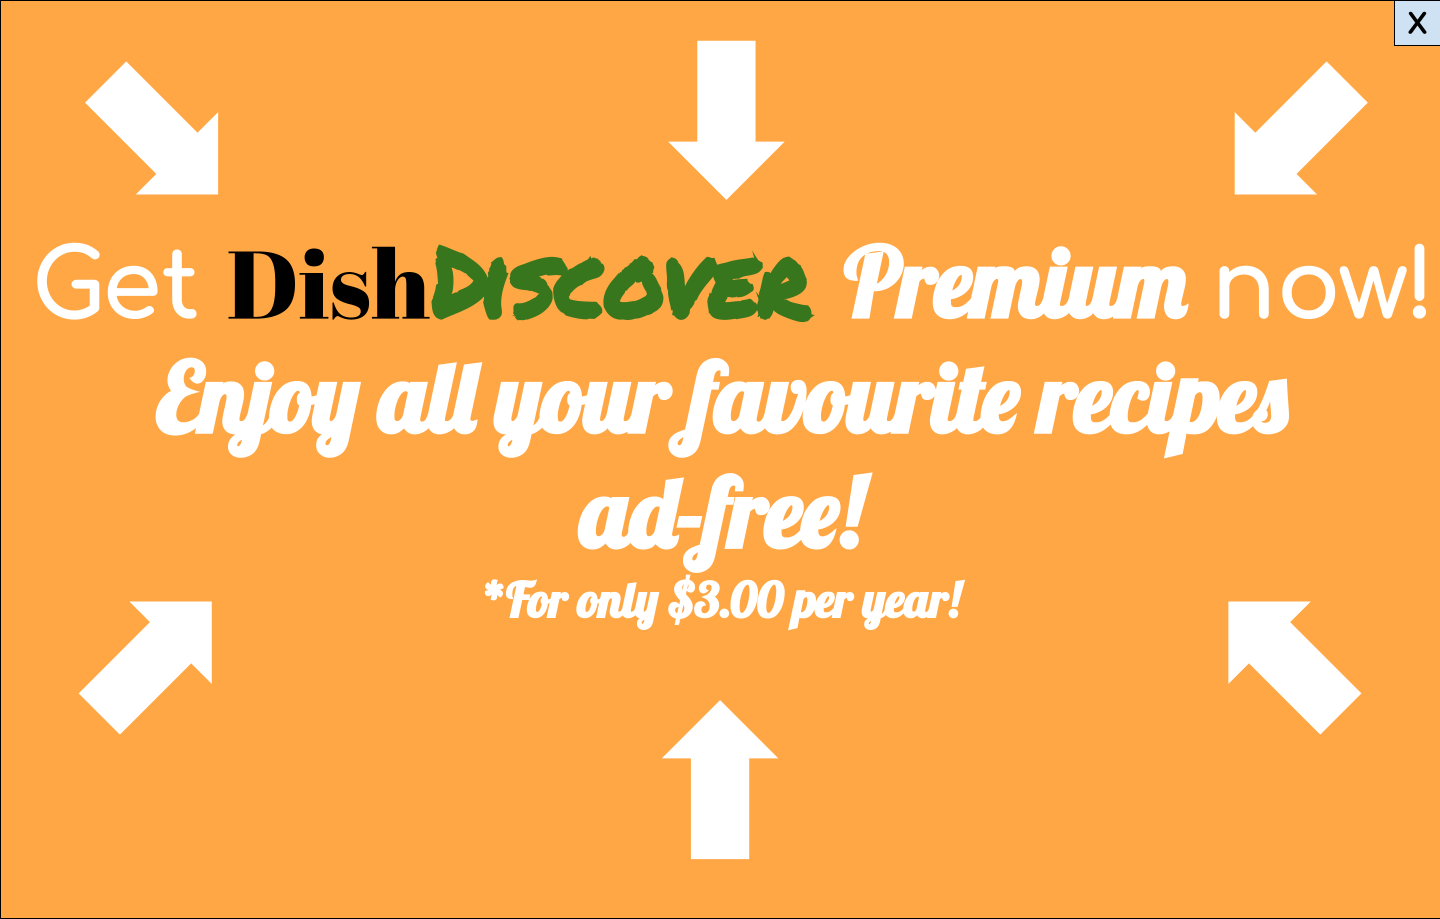 X
Get DishDiscover Premium now!
Enjoy all your favourite recipes
ad-free!
*For only $3.00 per year!